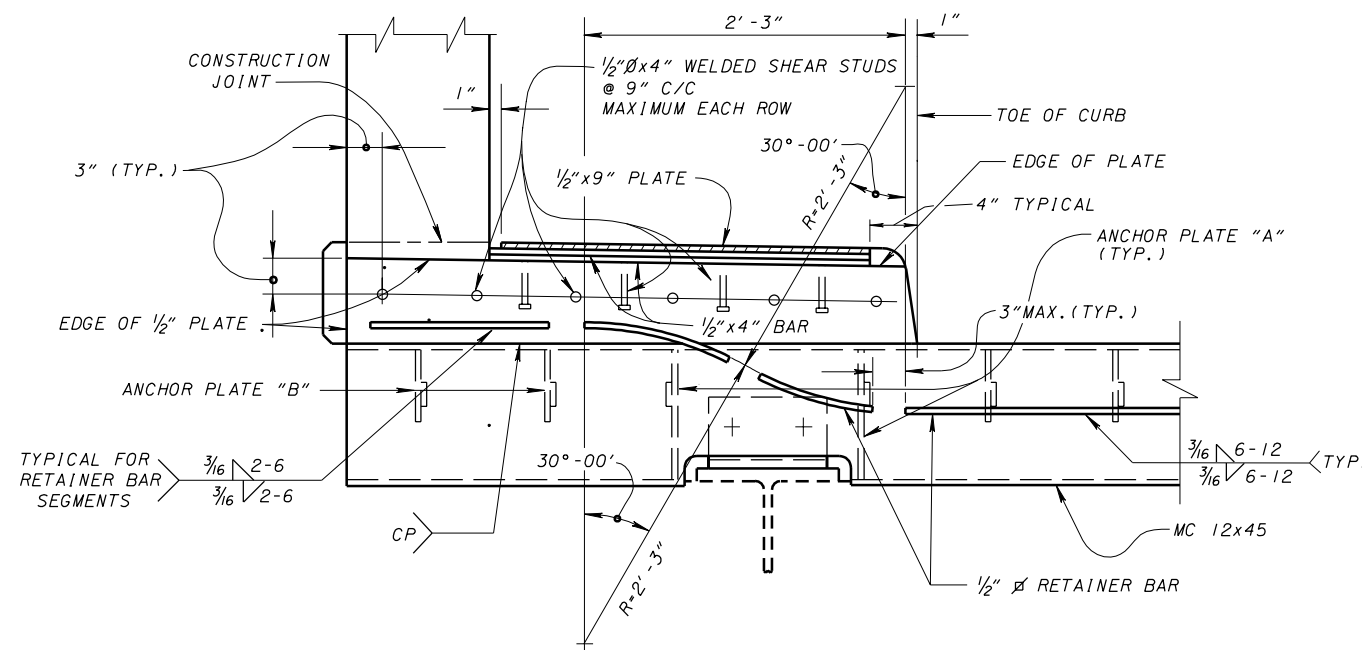 2'-3"
1"
CONSTRUCTION
JOINT
1"
½"Øx4" WELDED SHEAR STUDS
@ 9" C/C
MAXIMUM EACH ROW
TOE OF CURB
30°-00'
EDGE OF PLATE
3" (TYP.)
½"x9" PLATE
R=2'-3"
4" TYPICAL
ANCHOR PLATE "A"
(TYP.)
3"MAX.(TYP.)
EDGE OF ½" PLATE
½"x4" BAR
ANCHOR PLATE "B"
TYPICAL FOR
RETAINER BAR
SEGMENTS
3/16 2-6
3/16 2-6
30°-00'
3/16 6-12
3/16 6-12
TYP.
CP
R=2'-3"
MC 12x45
½" RETAINER BAR